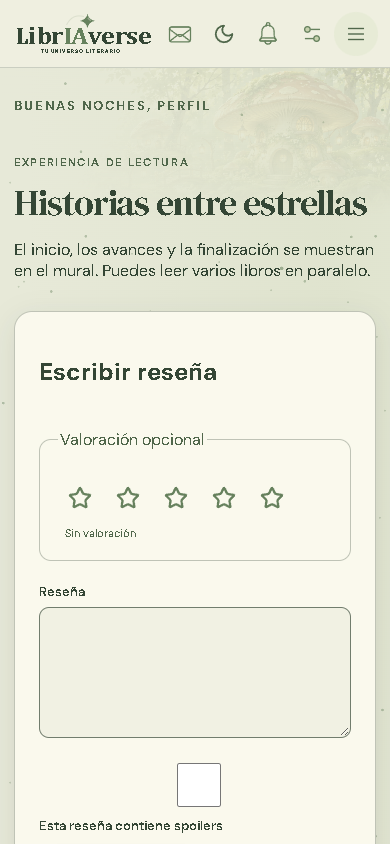 LibrIAverse
TU UNIVERSO LITERARIO
BUENAS NOCHES, PERFIL
EXPERIENCIA DE LECTURA
Historias entre estrellas
El inicio, los avances y la finalización se muestran
en el mural. Puedes leer varios libros en paralelo.
Escribir reseña
Valoración opcional
Sin valoración
Reseña
Esta reseña contiene spoilers